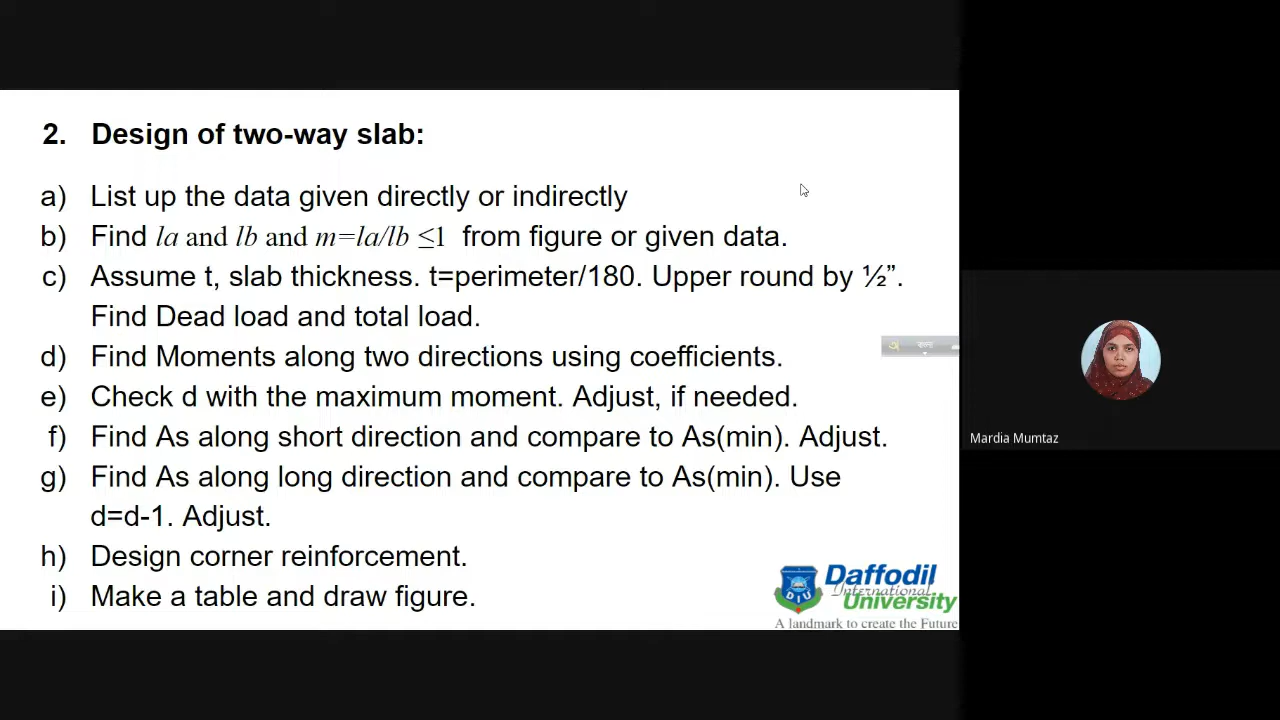 2. Design of two-way slab:
a) List up the data given directly or indirectly
b) Find la and lb and m=la/lb ≤1 from figure or given data.
c) Assume t, slab thickness. t=perimeter/180. Upper round by ½”.
Find Dead load and total load.
d) Find Moments along two directions using coefficients.
e) Check d with the maximum moment. Adjust, if needed.
f) Find As along short direction and compare to As(min). Adjust.
g) Find As along long direction and compare to As(min). Use
d=d-1. Adjust.
h) Design corner reinforcement.
i) Make a table and draw figure.
DIU
Daffodil
International
University
A landmark to create the Future
Mardia Mumtaz